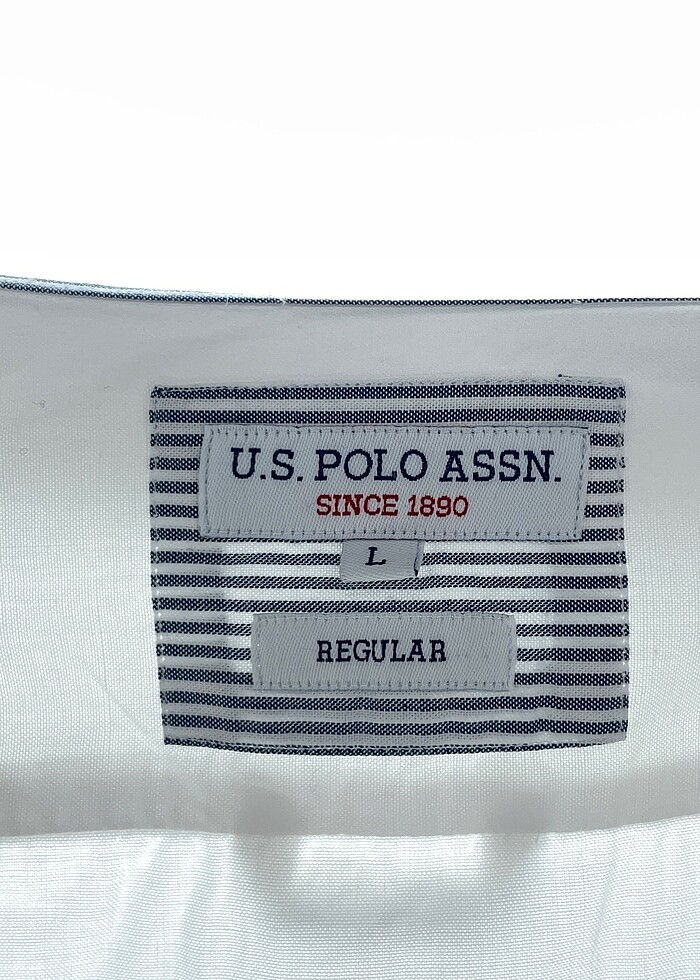 U.S. POLO ASSN.
SINCE 1890
L
REGULAR